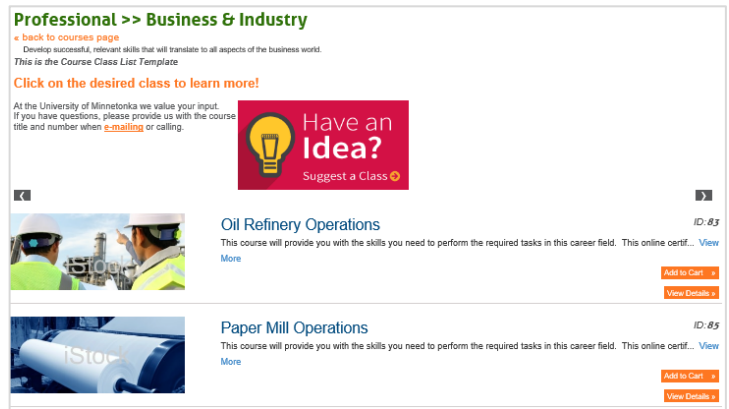 Professional >> Business & Industry
« back to courses page
Develop successful, relevant skills that will translate to all aspects of the business world.
This is the Course Class List Template
Click on the desired class to learn more!
At the University of Minnetonka we value your input.
If you have questions, please provide us with the course
title and number when e-mailing or calling.
Have an
Idea?
Suggest a Class
Oil Refinery Operations
ID: 83
This course will provide you with the skills you need to perform the required tasks in this career field. This online certif... View
More
iStock
Add to Cart »
View Details »
Paper Mill Operations
ID: 85
This course will provide you with the skills you need to perform the required tasks in this career field. This online certif... View
More
iStock
Add to Cart »
View Details »